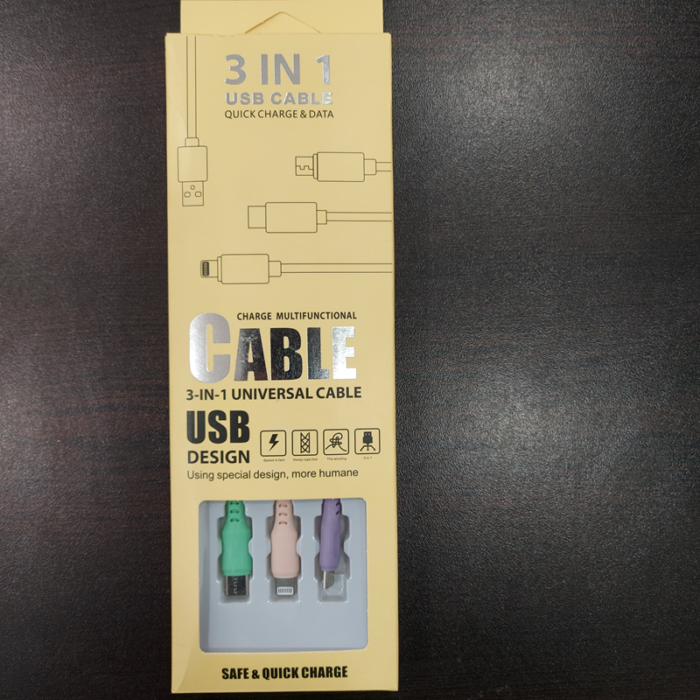 3 IN 1
USB CABLE
QUICK CHARGE & DATA
CHARGE MULTIFUNCTIONAL
CABLE
3-IN-1 UNIVERSAL CABLE
USB
DESIGN
Using special design, more humane
SAFE & QUICK CHARGE